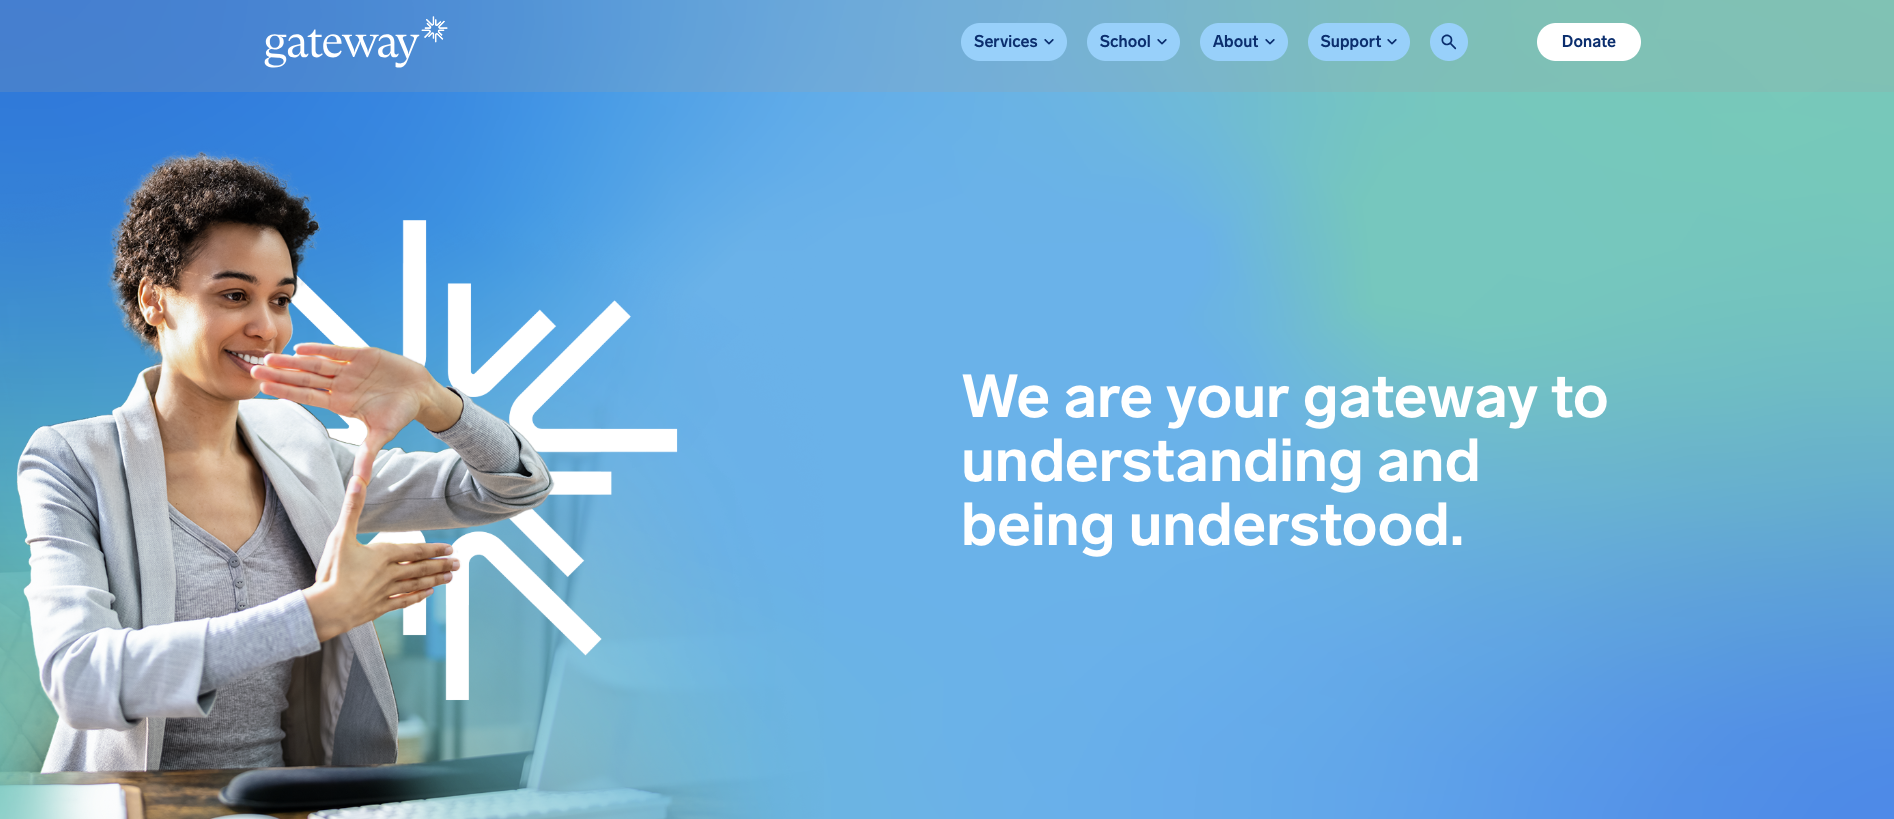 gateway
Services
School
About
Support
Donate
We are your gateway to
understanding and
being understood.